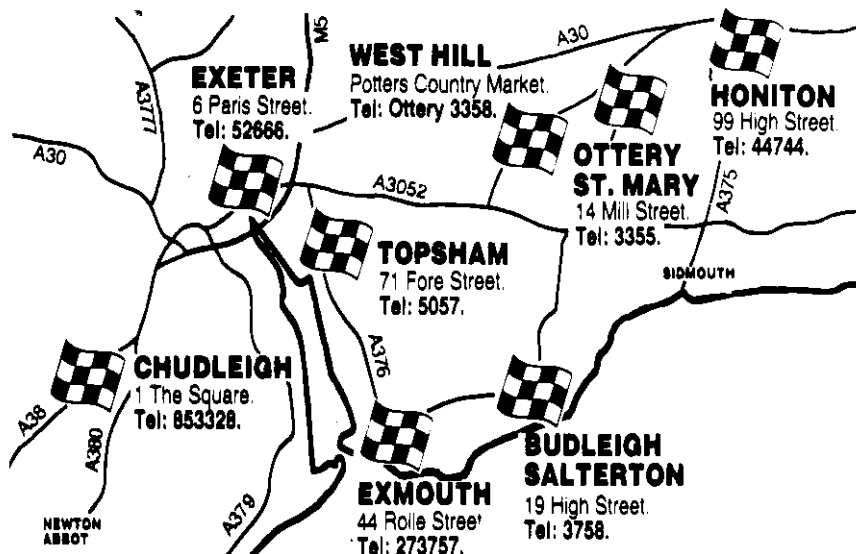 M5
A30
A3777
EXETER
6 Paris Street.
Tel: 52666.
WEST HILL
Potters Country Market.
Tel: Ottery 3358.
HONITON
99 High Street.
Tel: 44744.
A30
A3052
OTTERY
ST. MARY
14 Mill Street.
Tel: 3355.
A375
TOPSHAM
71 Fore Street.
Tel: 5057.
SIDMOUTH
A376
CHUDLEIGH
1 The Square.
Tel: 853328.
A38
A380
A379
NEWTON
ABBOT
EXMOUTH
44 Rolle Street
Tel: 273757.
BUDLEIGH
SALTERTON
19 High Street.
Tel: 3758.